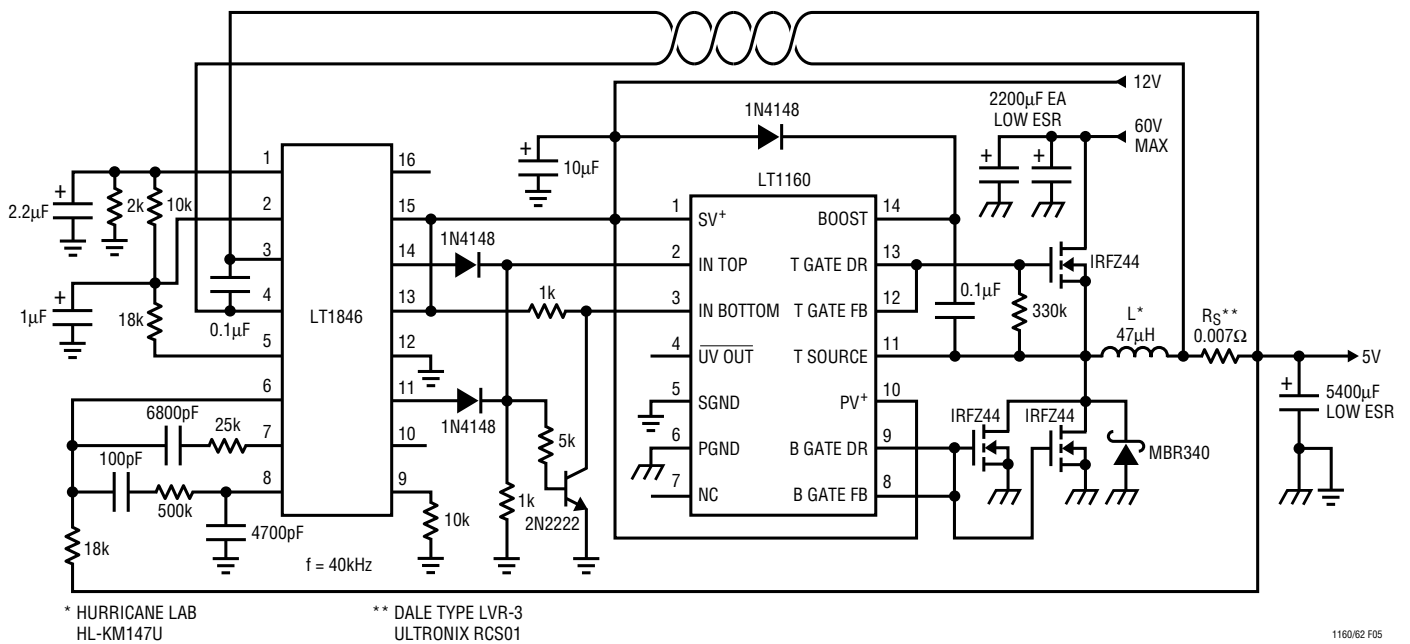 12V
1N4148
2200µF EA
LOW ESR
60V
MAX
+
10µF
+
+
LT1160
1
16
+
2.2µF
2k
10k
2
15
1
SV+
BOOST
14
3
14
1N4148
2
IN TOP
T GATE DR
13
IRFZ44
4
13
1k
3
IN BOTTOM
T GATE FB
12
0.1µF
330k
+
1µF
18k
0.1µF
LT1846
L*
47µH
RS**
0.007Ω
5
12
4
UV OUT
T SOURCE
11
5V
6
11
1N4148
5
SGND
PV+
10
+
5400µF
LOW ESR
6800pF
25k
7
10
5k
6
PGND
B GATE DR
9
IRFZ44
IRFZ44
MBR340
100pF
500k
8
9
7
NC
B GATE FB
8
1k
2N2222
10k
4700pF
18k
f = 40kHz
* HURRICANE LAB
HL-KM147U
** DALE TYPE LVR-3
ULTRONIX RCS01
1160/62 F05